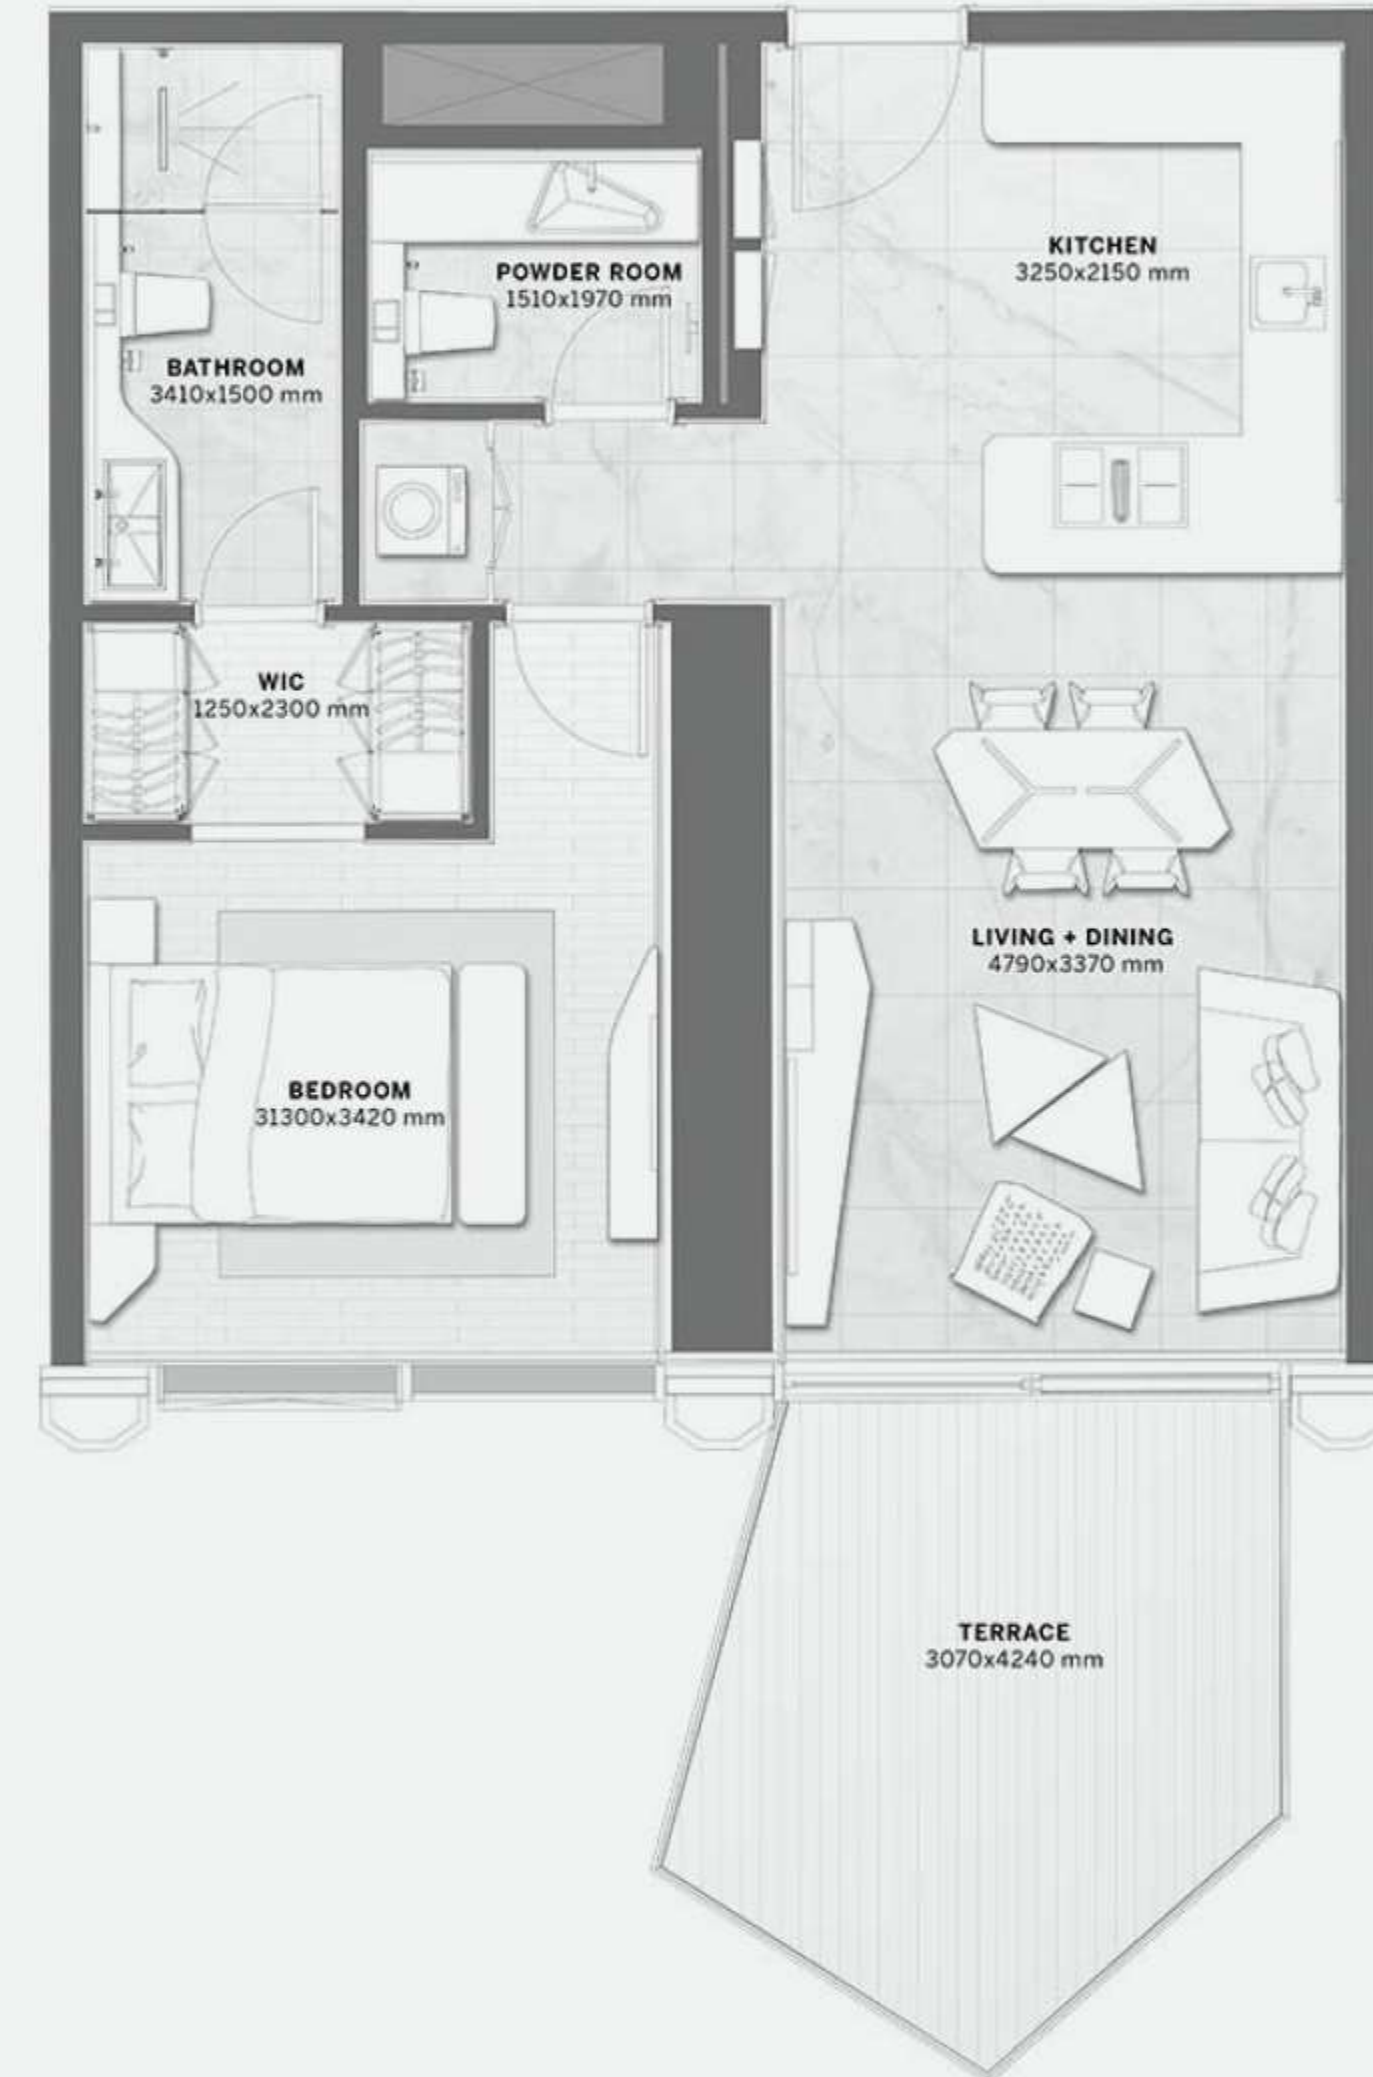 KITCHEN
3250x2150 mm
POWDER ROOM
1510x1970 mm
BATHROOM
3410x1500 mm
WIC
1250x2300 mm
LIVING + DINING
4790x3370 mm
BEDROOM
31300x3420 mm
TERRACE
3070x4240 mm